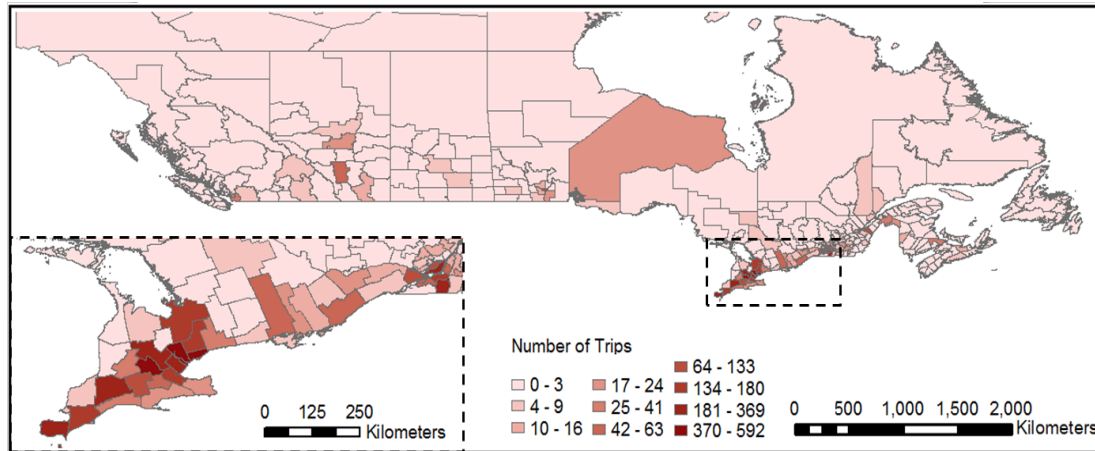 Number of Trips
0 - 3
4 - 9
10 - 16
17 - 24
25 - 41
42 - 63
64 - 133
134 - 180
181 - 369
370 - 592
0 125 250
Kilometers
0 500 1,000 1,500 2,000
Kilometers